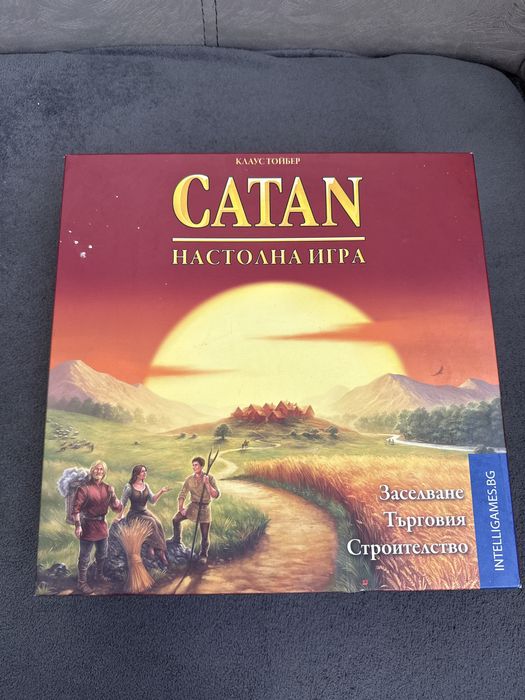 КЛАУС ТОЙБЕР
CATAN
НАСТОЛНА ИГРА
Заселване
Търговия
Строителство
INTELLIGAMES.BG